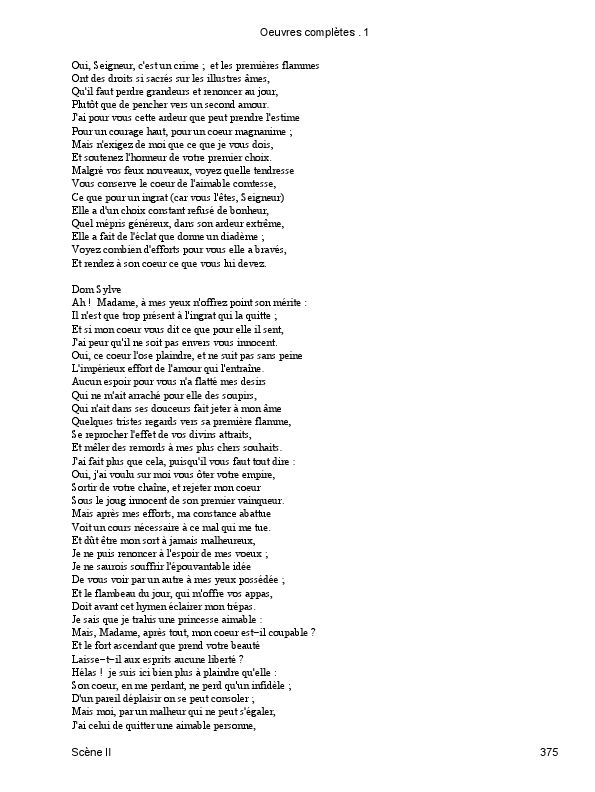 Oeuvres complètes . 1
Oui, Seigneur, c'est un crime ;  et les premières flammes
Ont des droits si sacrés sur les illustres âmes,
Qu'il faut perdre grandeurs et renoncer au jour,
Plutôt que de pencher vers un second amour.
J'ai pour vous cette ardeur que peut prendre l'estime
Pour un courage haut, pour un coeur magnanime ;
Mais n'exigez de moi que ce que je vous dois,
Et soutenez l'honneur de votre premier choix.
Malgré vos feux nouveaux, voyez quelle tendresse
Vous conserve le coeur de l'aimable comtesse,
Ce que pour un ingrat (car vous l'êtes, Seigneur)
Elle a d'un choix constant refusé de bonheur,
Quel mépris généreux, dans son ardeur extrême,
Elle a fait de l'éclat que donne un diadème ;
Voyez combien d'efforts pour vous elle a bravés,
Et rendez à son coeur ce que vous lui devez.
Dom Sylve
Ah !  Madame, à mes yeux n'offrez point son mérite :
Il n'est que trop présent à l'ingrat qui la quitte ;
Et si mon coeur vous dit ce que pour elle il sent,
J'ai peur qu'il ne soit pas envers vous innocent.
Oui, ce coeur l'ose plaindre, et ne suit pas sans peine
L'impérieux effort de l'amour qui l'entraîne.
Aucun espoir pour vous n'a flatté mes desirs
Qui ne m'ait arraché pour elle des soupirs,
Qui n'ait dans ses douceurs fait jeter à mon âme
Quelques tristes regards vers sa première flamme,
Se reprocher l'effet de vos divins attraits,
Et mêler des remords à mes plus chers souhaits.
J'ai fait plus que cela, puisqu'il vous faut tout dire :
Oui, j'ai voulu sur moi vous ôter votre empire,
Sortir de votre chaîne, et rejeter mon coeur
Sous le joug innocent de son premier vainqueur.
Mais après mes efforts, ma constance abattue
Voit un cours nécessaire à ce mal qui me tue.
Et dût être mon sort à jamais malheureux,
Je ne puis renoncer à l'espoir de mes voeux ;
Je ne saurois souffrir l'épouvantable idée
De vous voir par un autre à mes yeux possédée ;
Et le flambeau du jour, qui m'offre vos appas,
Doit avant cet hymen éclairer mon trépas.
Je sais que je trahis une princesse aimable :
Mais, Madame, après tout, mon coeur est−il coupable ?
Et le fort ascendant que prend votre beauté
Laisse−t−il aux esprits aucune liberté ?
Hélas !  je suis ici bien plus à plaindre qu'elle :
Son coeur, en me perdant, ne perd qu'un infidèle ;
D'un pareil déplaisir on se peut consoler ;
Mais moi, par un malheur qui ne peut s'égaler,
J'ai celui de quitter une aimable personne,
Scène II 375